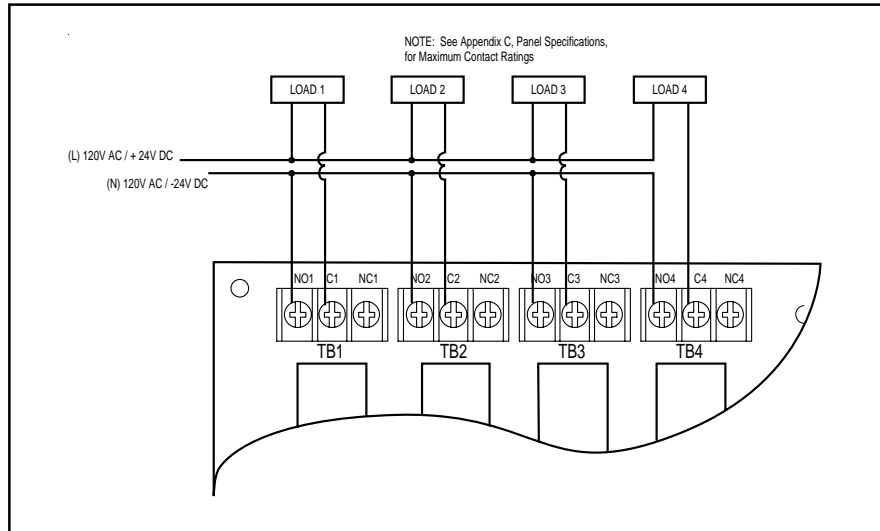 NOTE: See Appendix C, Panel Specifications,
for Maximum Contact Ratings
LOAD 1 LOAD 2 LOAD 3 LOAD 4
(L) 120V AC / + 24V DC
(N) 120V AC / -24V DC
NO1 C1 NC1 NO2 C2 NC2 NO3 C3 NC3 NO4 C4 NC4
TB1 TB2 TB3 TB4